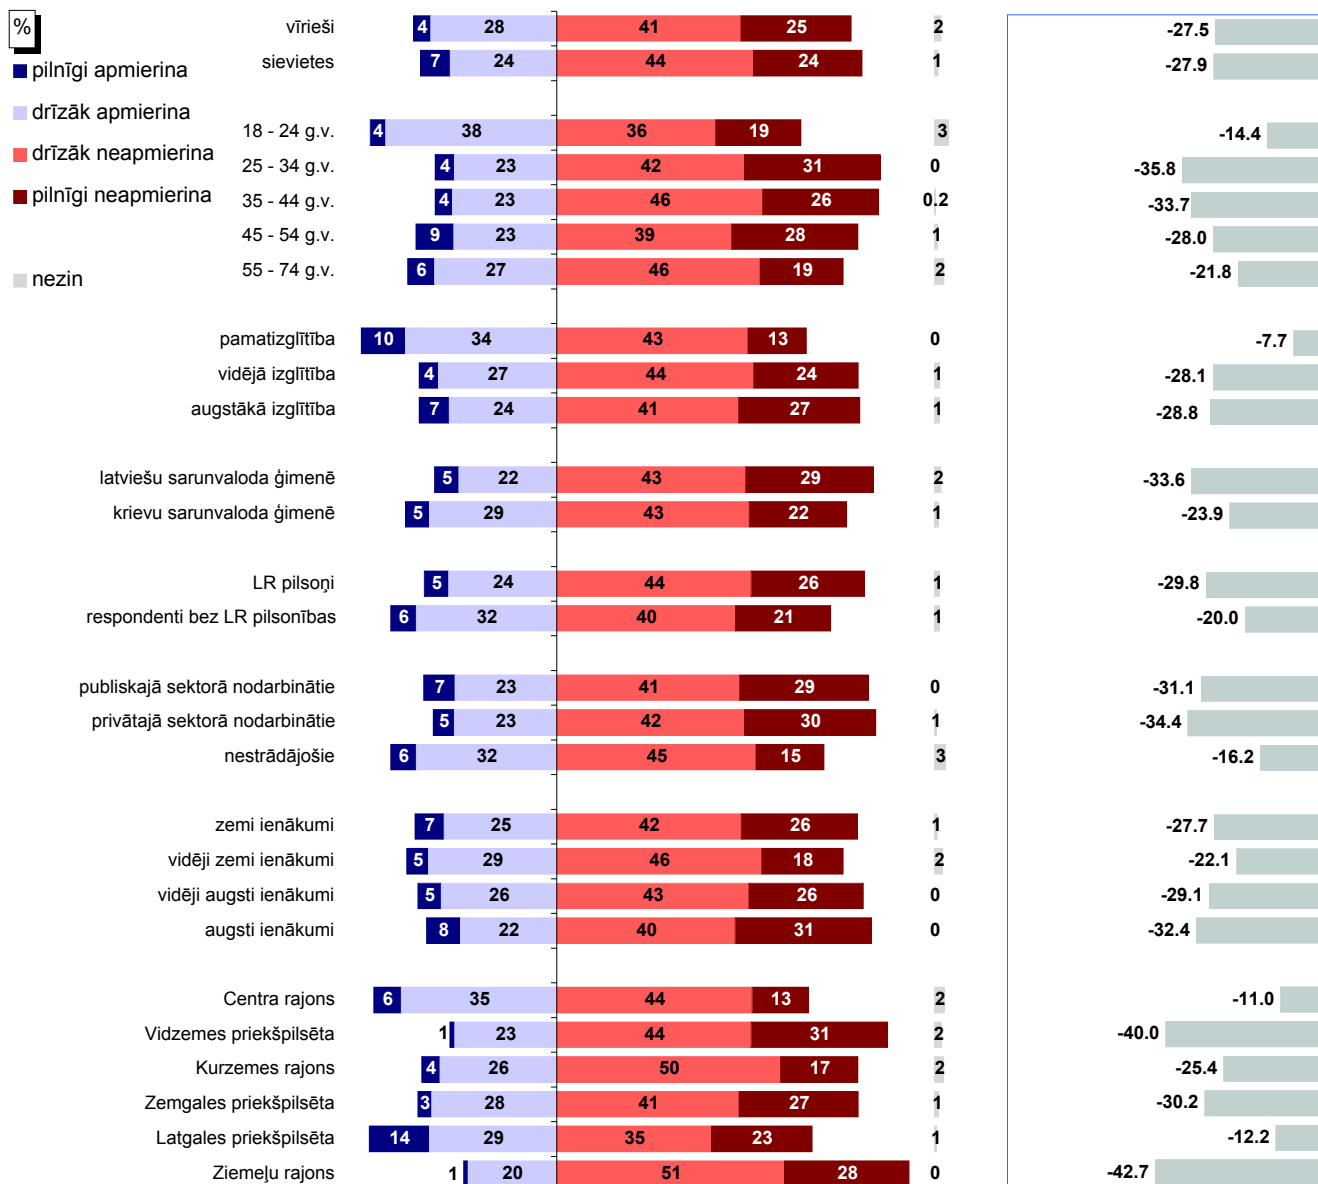 %
pilnīgi apmierina
drīzāk apmierina
drīzāk neapmierina
pilnīgi neapmierina
nezin
vīrieši 4 28 41 25 2 -27.5
sievietes 7 24 44 24 1 -27.9
18 - 24 g.v. 4 38 36 19 3 -14.4
25 - 34 g.v. 4 23 42 31 0 -35.8
35 - 44 g.v. 4 23 46 26 0.2 -33.7
45 - 54 g.v. 9 23 39 28 1 -28.0
55 - 74 g.v. 6 27 46 19 2 -21.8
pamatizglītība 10 34 43 13 0 -7.7
vidējā izglītība 4 27 44 24 1 -28.1
augstākā izglītība 7 24 41 27 1 -28.8
latviešu sarunvaloda ģimenē 5 22 43 29 2 -33.6
krievu sarunvaloda ģimenē 5 29 43 22 1 -23.9
LR pilsoņi 5 24 44 26 1 -29.8
respondenti bez LR pilsonības 6 32 40 21 1 -20.0
publiskajā sektorā nodarbinātie 7 23 41 29 0 -31.1
privātajā sektorā nodarbinātie 5 23 42 30 1 -34.4
nestrādājošie 6 32 45 15 3 -16.2
zemi ienākumi 7 25 42 26 1 -27.7
vidēji zemi ienākumi 5 29 46 18 2 -22.1
vidēji augsti ienākumi 5 26 43 26 0 -29.1
augsti ienākumi 8 22 40 31 0 -32.4
Centra rajons 6 35 44 13 2 -11.0
Vidzemes priekšpilsēta 1 23 44 31 2 -40.0
Kurzemes rajons 4 26 50 17 2 -25.4
Zemgales priekšpilsēta 3 28 41 27 1 -30.2
Latgales priekšpilsēta 14 29 35 23 1 -12.2
Ziemeļu rajons 1 20 51 28 0 -42.7